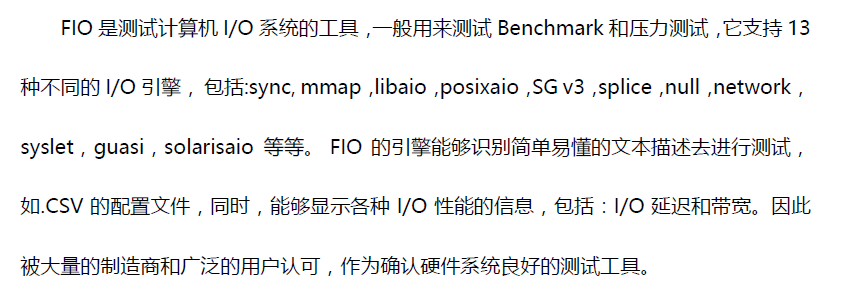 FIO 是测试计算机 I/O 系统的工具,一般用来测试 Benchmark 和压力测试,它支持 13
种不同的 I/O 引擎, 包括:sync, mmap ,libaio ,posixaio ,SG v3 ,splice ,null ,network ,
syslet , guasi , solarisaio 等等。 FIO 的引擎能够识别简单易懂的文本描述去进行测试,
如.CSV 的配置文件,同时,能够显示各种 I/O 性能的信息,包括:I/O 延迟和带宽。因此
被大量的制造商和广泛的用户认可,作为确认硬件系统良好的测试工具。